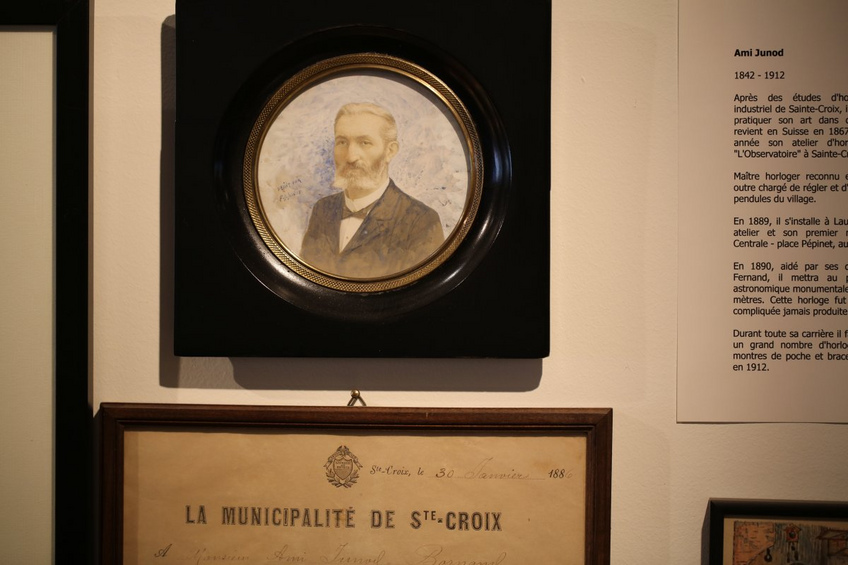 Ami Junod
1842 - 1912
Après des études d'ho
industriel de Sainte-Croix, i
pratiquer son art dans
revient en Suisse en 1867
année son atelier d'hor
"L'Observatoire" à Sainte-C
Maître horloger reconnu e
outre chargé de régler et d'
pendules du village.
En 1889, il s'installe à Lau
atelier et son premier
Centrale - place Pépinet, au
En 1890, aidé par ses
Fernand, il mettra au p
astronomique monumentale
mètres. Cette horloge fut
compliquée jamais produite
Durant toute sa carrière il f
un grand nombre d'horlo
montres de poche et brace
en 1912.
Ste-Croix, le 30 Janvier 188
LA MUNICIPALITÉ DE STE-CROIX
A Monsieur Ami Junod